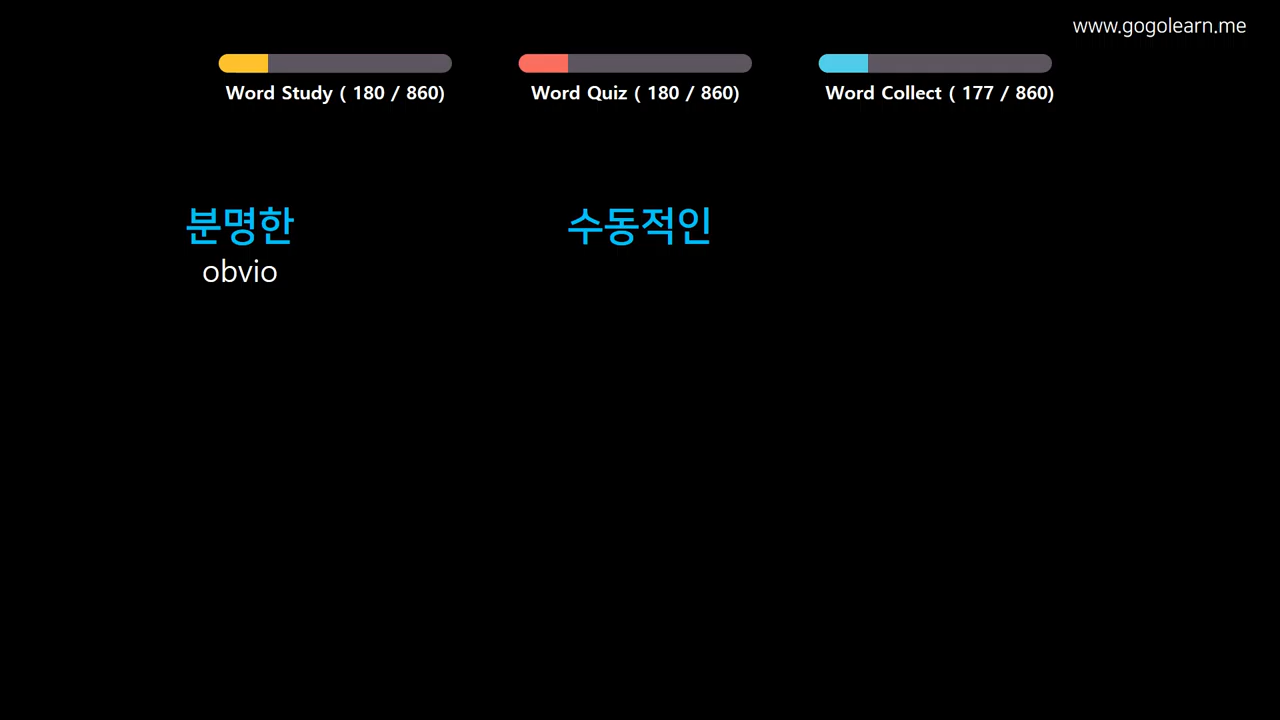 www.gogolearn.me
Word Study ( 180 / 860)
Word Quiz ( 180 / 860)
Word Collect ( 177 / 860)
분명한
obvio
수동적인